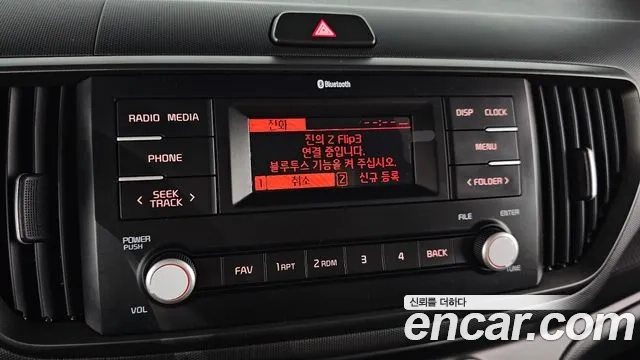 Bluetooth
RADIO MEDIA
PHONE
SEEK
TRACK
전화
--:--
진의 Z Flip3
연결 중입니다.
블루투스 기능을 켜 주십시오.
1 취소 2 신규 등록
DISP CLOCK
MENU
FOLDER
POWER
PUSH
VOL
FAV
1 RPT
2 RDM
3
4
BACK
FILE
ENTER
TUNE
신뢰를 더하다
encar.com